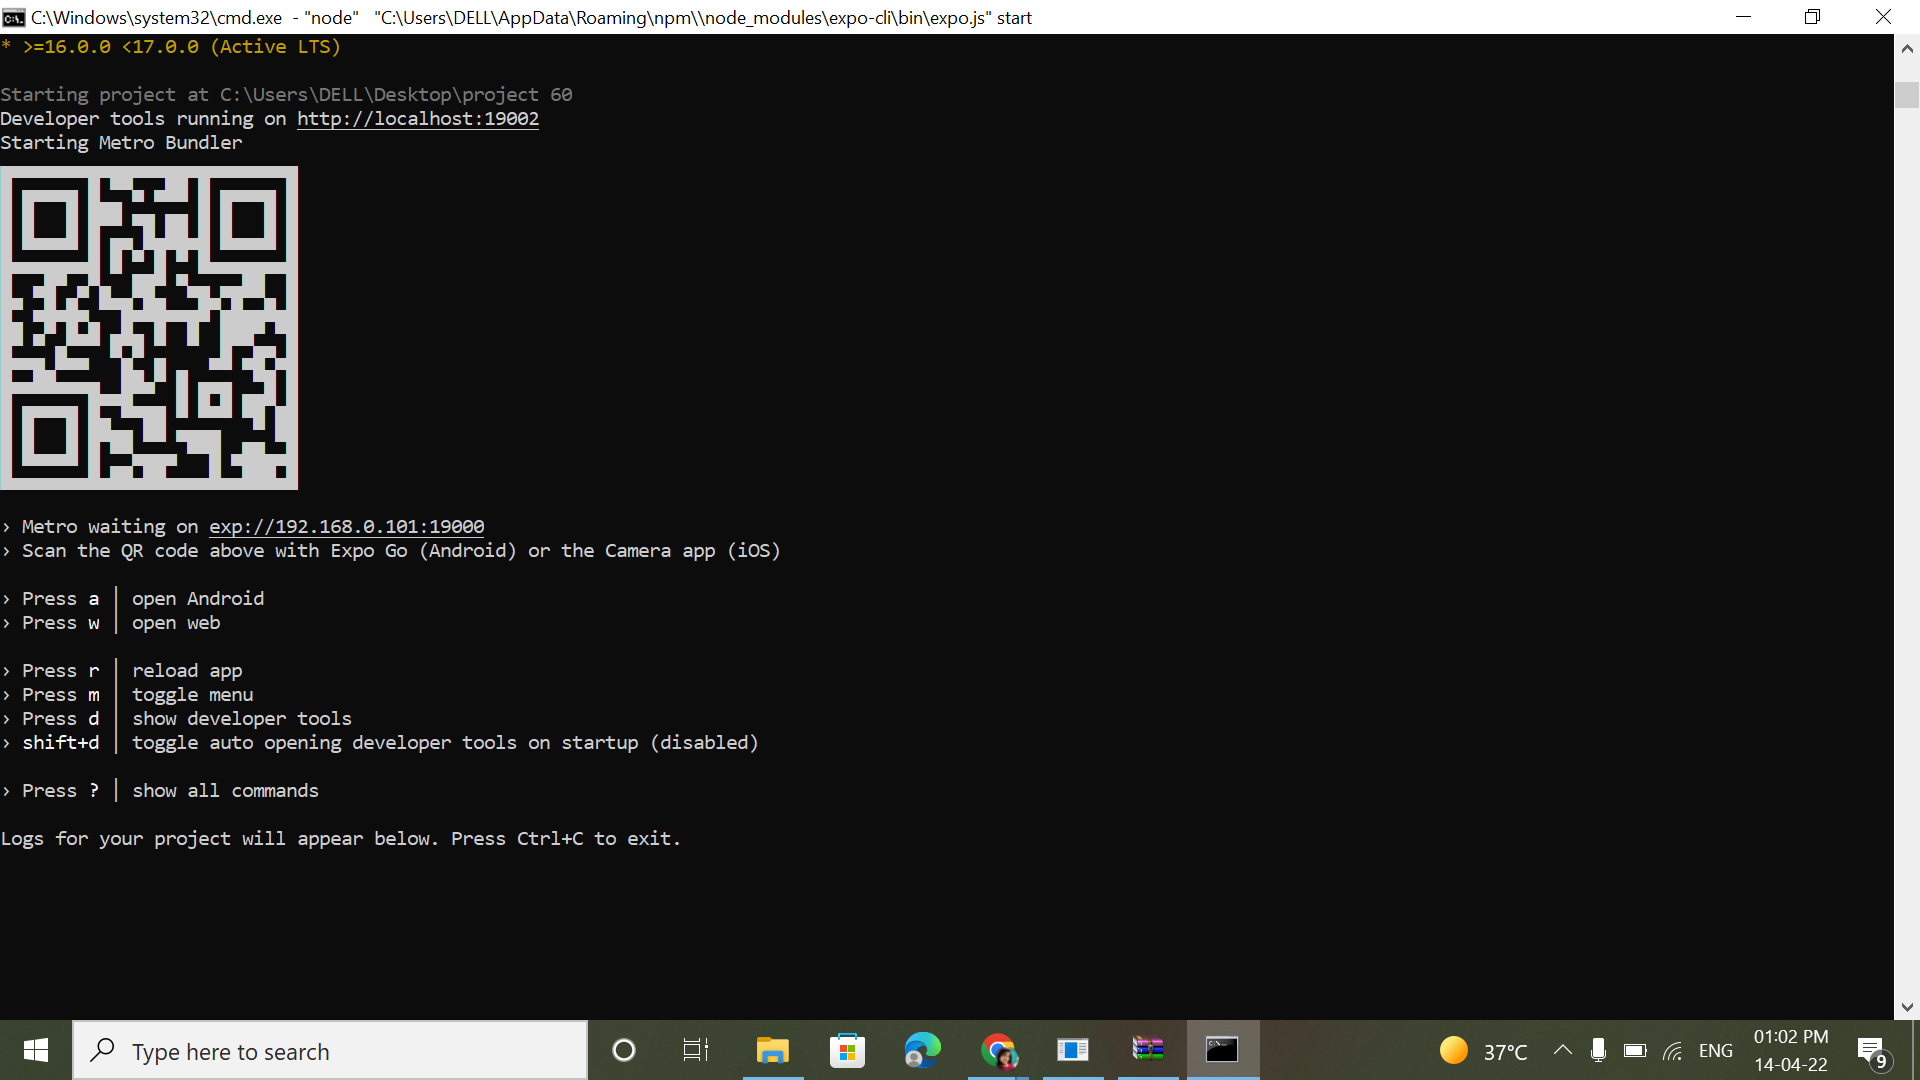 C:\Windows\system32\cmd.exe - "node" "C:\Users\DELL\AppData\Roaming\npm\\node_modules\expo-cli\bin\expo.js" start
* >=16.0.0 <17.0.0 (Active LTS)
Starting project at C:\Users\DELL\Desktop\project 60
Developer tools running on http://localhost:19002
Starting Metro Bundler
› Metro waiting on exp://192.168.0.101:19000
› Scan the QR code above with Expo Go (Android) or the Camera app (iOS)
› Press a │ open Android
› Press w │ open web
› Press r │ reload app
› Press m │ toggle menu
› Press d │ show developer tools
› shift+d │ toggle auto opening developer tools on startup (disabled)
› Press ? │ show all commands
Logs for your project will appear below. Press Ctrl+C to exit.
Type here to search
37°C
ENG
01:02 PM
14-04-22
9